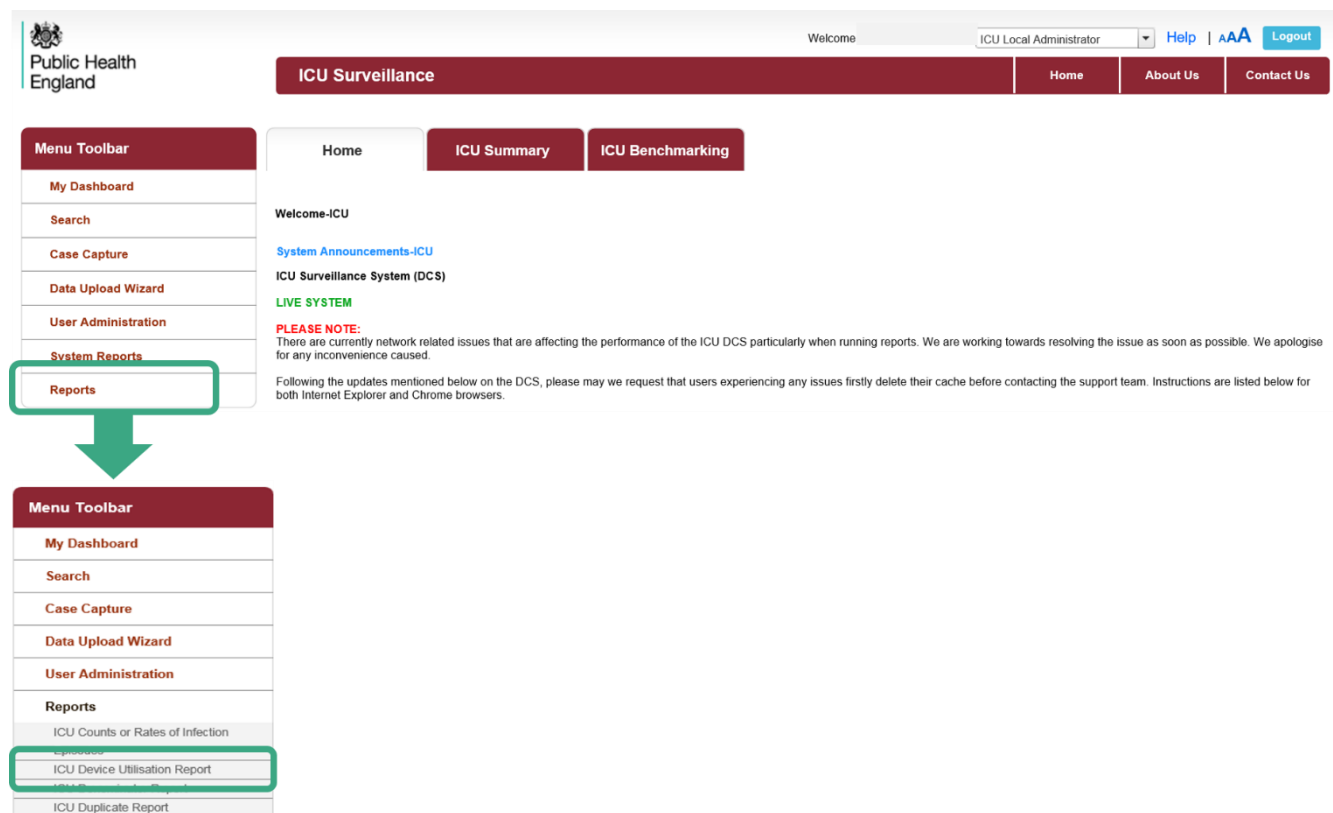 Welcome ICU Local Administrator Help | AAA Logout
Public Health
England
ICU Surveillance Home About Us Contact Us
Menu Toolbar
My Dashboard
Search
Case Capture
Data Upload Wizard
User Administration
System Reports
Reports
Home ICU Summary ICU Benchmarking
Welcome-ICU
System Announcements-ICU
ICU Surveillance System (DCS)
LIVE SYSTEM
PLEASE NOTE:
There are currently network related issues that are affecting the performance of the ICU DCS particularly when running reports. We are working towards resolving the issue as soon as possible. We apologise
for any inconvenience caused.
Following the updates mentioned below on the DCS, please may we request that users experiencing any issues firstly delete their cache before contacting the support team. Instructions are listed below for
both Internet Explorer and Chrome browsers.
Menu Toolbar
My Dashboard
Search
Case Capture
Data Upload Wizard
User Administration
Reports
ICU Counts or Rates of Infection
Episodes
ICU Device Utilisation Report
ICU Duplicate Report